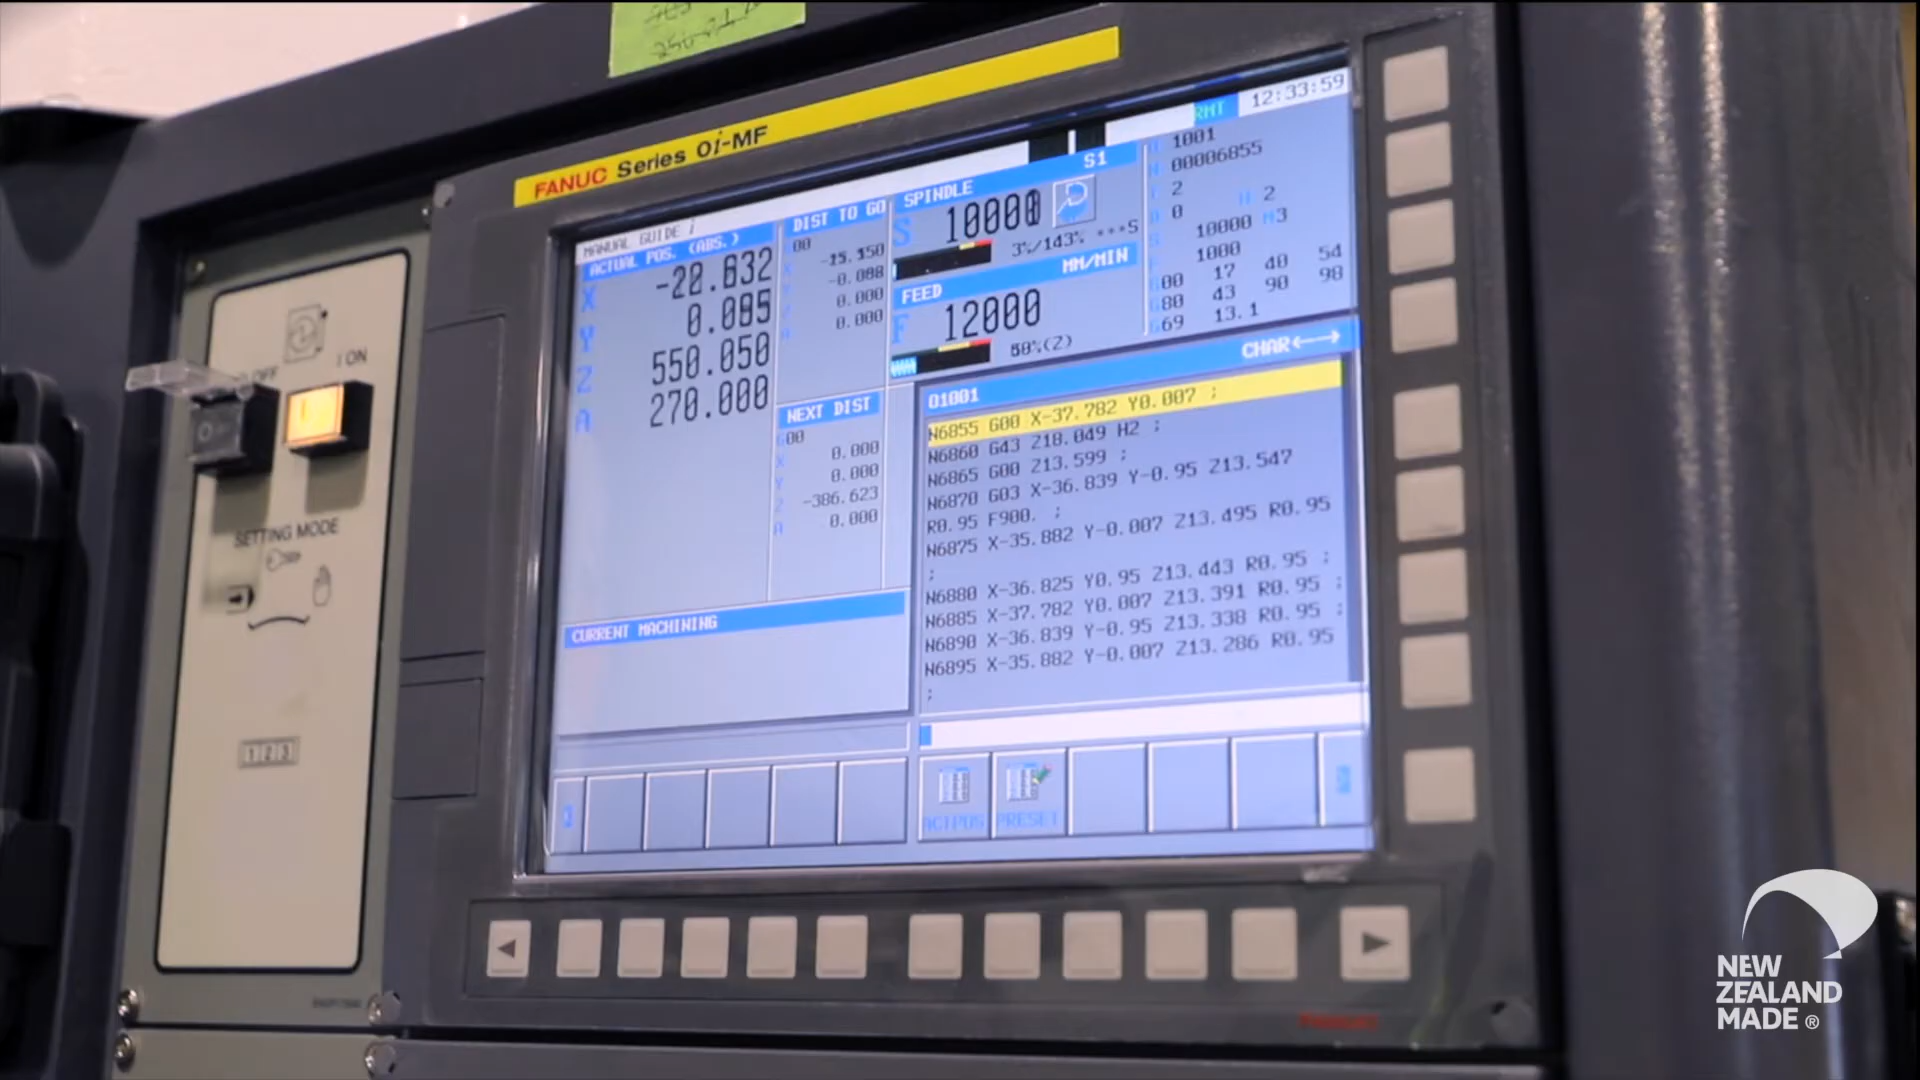 250
FANUC Series 0i-MF
RMT 12:33:59
MANUAL GUIDE i
ACTUAL POS. (ABS.)
X -20.632
Y 0.085
Z 550.050
A 270.000
DIST TO GO
G00
-0.088
0.000
0.000
NEXT DIST
G00
X 0.000
Y 0.000
Z -386.623
A 0.000
SPINDLE S1
S 10000
3%/143% ***S
FEED MM/MIN
F 12000
50%(2)
O 1001
N 00006855
T 2
D 0 H 2
S 10000 M3
F 1000
G00 17 40 54
G80 43 90 98
G69 13.1
CHAR←→
O1001
N6855 G00 X-37.782 Y0.007 ;
N6860 G43 Z18.049 H2 ;
N6865 G00 Z13.599 ;
N6870 G03 X-36.839 Y-0.95 Z13.547
R0.95 F900. ;
N6875 X-35.882 Y-0.007 Z13.495 R0.95
;
N6880 X-36.825 Y0.95 Z13.443 R0.95 ;
N6885 X-37.782 Y0.007 Z13.391 R0.95 ;
N6890 X-36.839 Y-0.95 Z13.338 R0.95 ;
N6895 X-35.882 Y-0.007 Z13.286 R0.95
;
CURRENT MACHINING
ACTPOS PRESET
OFF
I ON
SETTING MODE
123
FANUC
NEW
ZEALAND
MADE ®